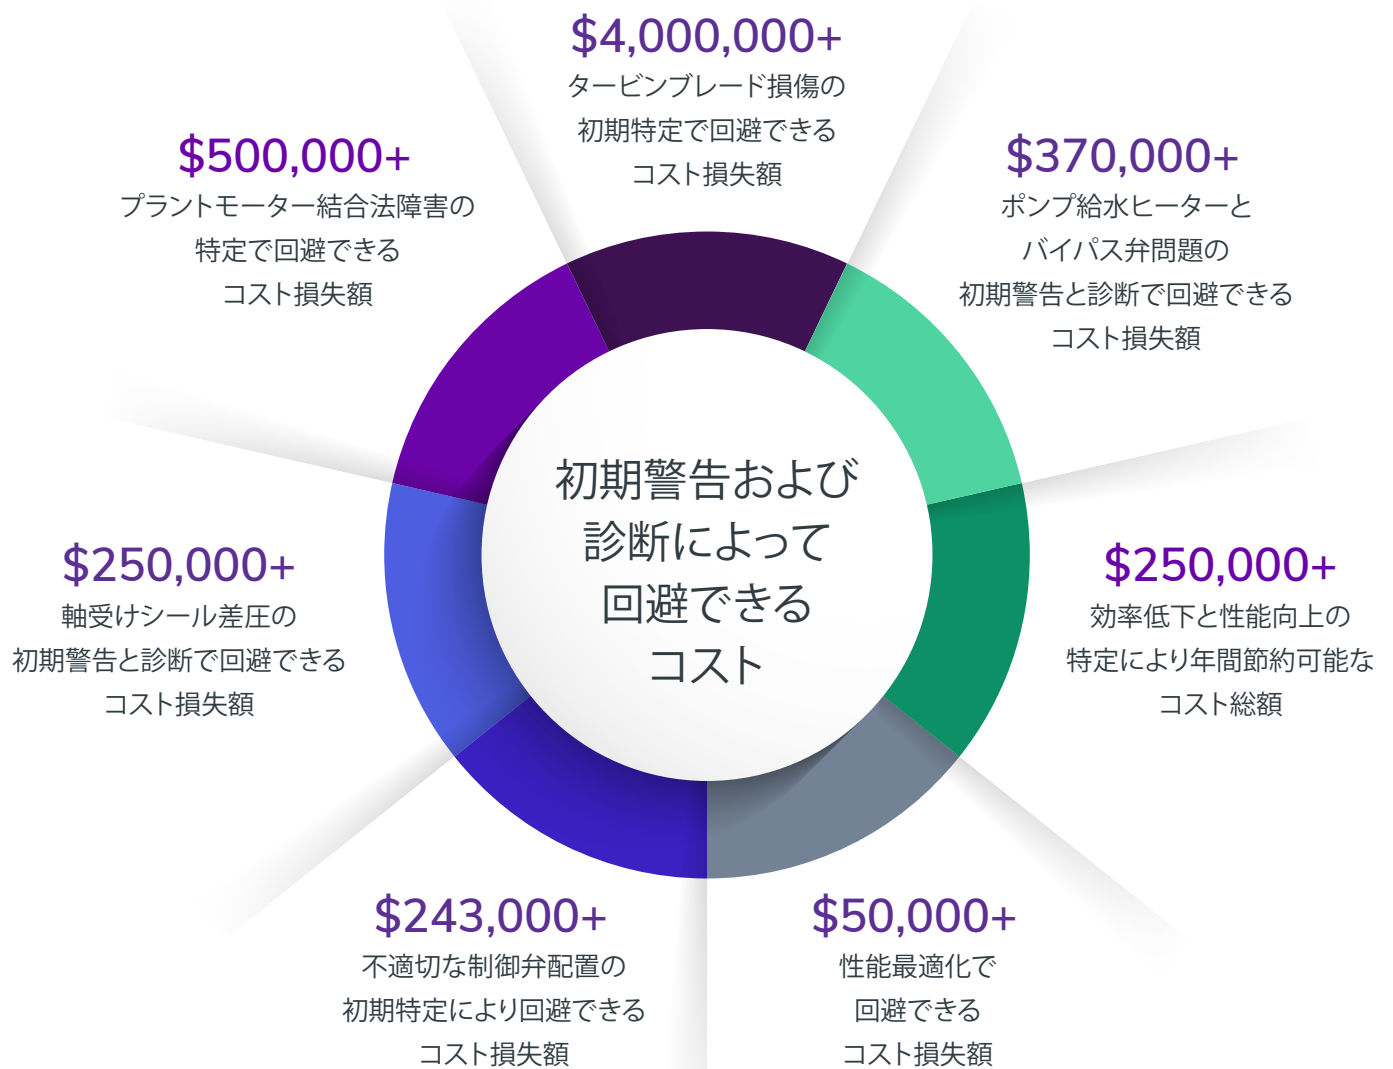 $4,000,000+
タービンブレード損傷の
初期特定で回避できる
コスト損失額
$370,000+
ポンプ給水ヒーターと
バイパス弁問題の
初期警告と診断で回避できる
コスト損失額
$250,000+
効率低下と性能向上の
特定により年間節約可能な
コスト総額
$50,000+
性能最適化で
回避できる
コスト損失額
$243,000+
不適切な制御弁配置の
初期特定により回避できる
コスト損失額
$250,000+
軸受けシール差圧の
初期警告と診断で回避できる
コスト損失額
$500,000+
プラントモーター結合法障害の
特定で回避できる
コスト損失額
初期警告および
診断によって
回避できる
コスト